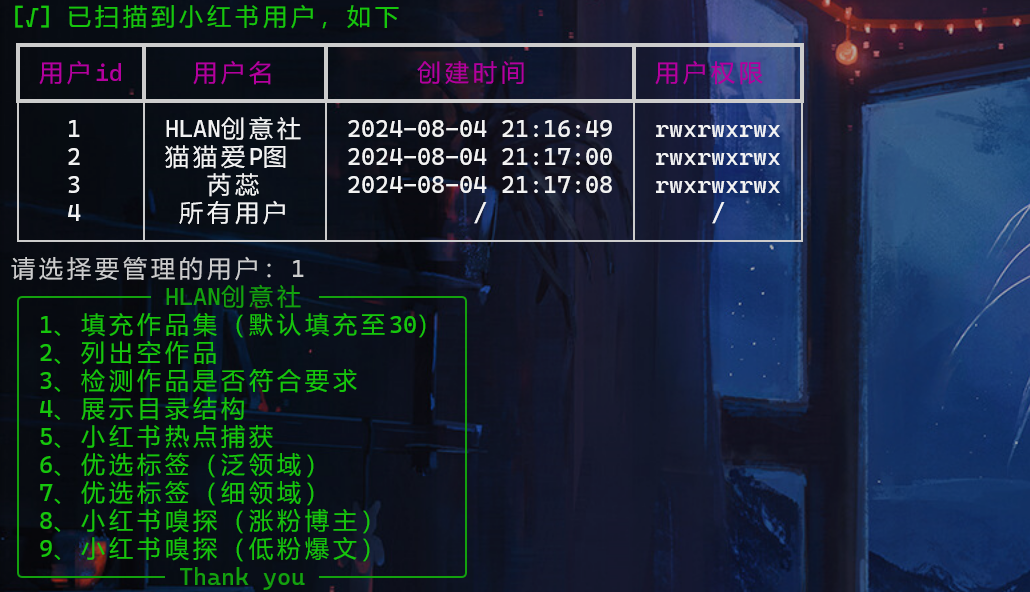 [√] 已扫描到小红书用户, 如下
用户id 用户名 创建时间 用户权限
1 HLAN创意社 2024-08-04 21:16:49 rwxrwxrwx
2 猫猫爱P图 2024-08-04 21:17:00 rwxrwxrwx
3 芮蕊 2024-08-04 21:17:08 rwxrwxrwx
4 所有用户 / /
请选择要管理的用户: 1
HLAN创意社
1、填充作品集 (默认填充至30)
2、列出空作品
3、检测作品是否符合要求
4、展示目录结构
5、小红书热点捕获
6、优选标签 (泛领域)
7、优选标签 (细领域)
8、小红书嗅探 (涨粉博主)
9、小红书嗅探 (低粉爆文)
Thank you